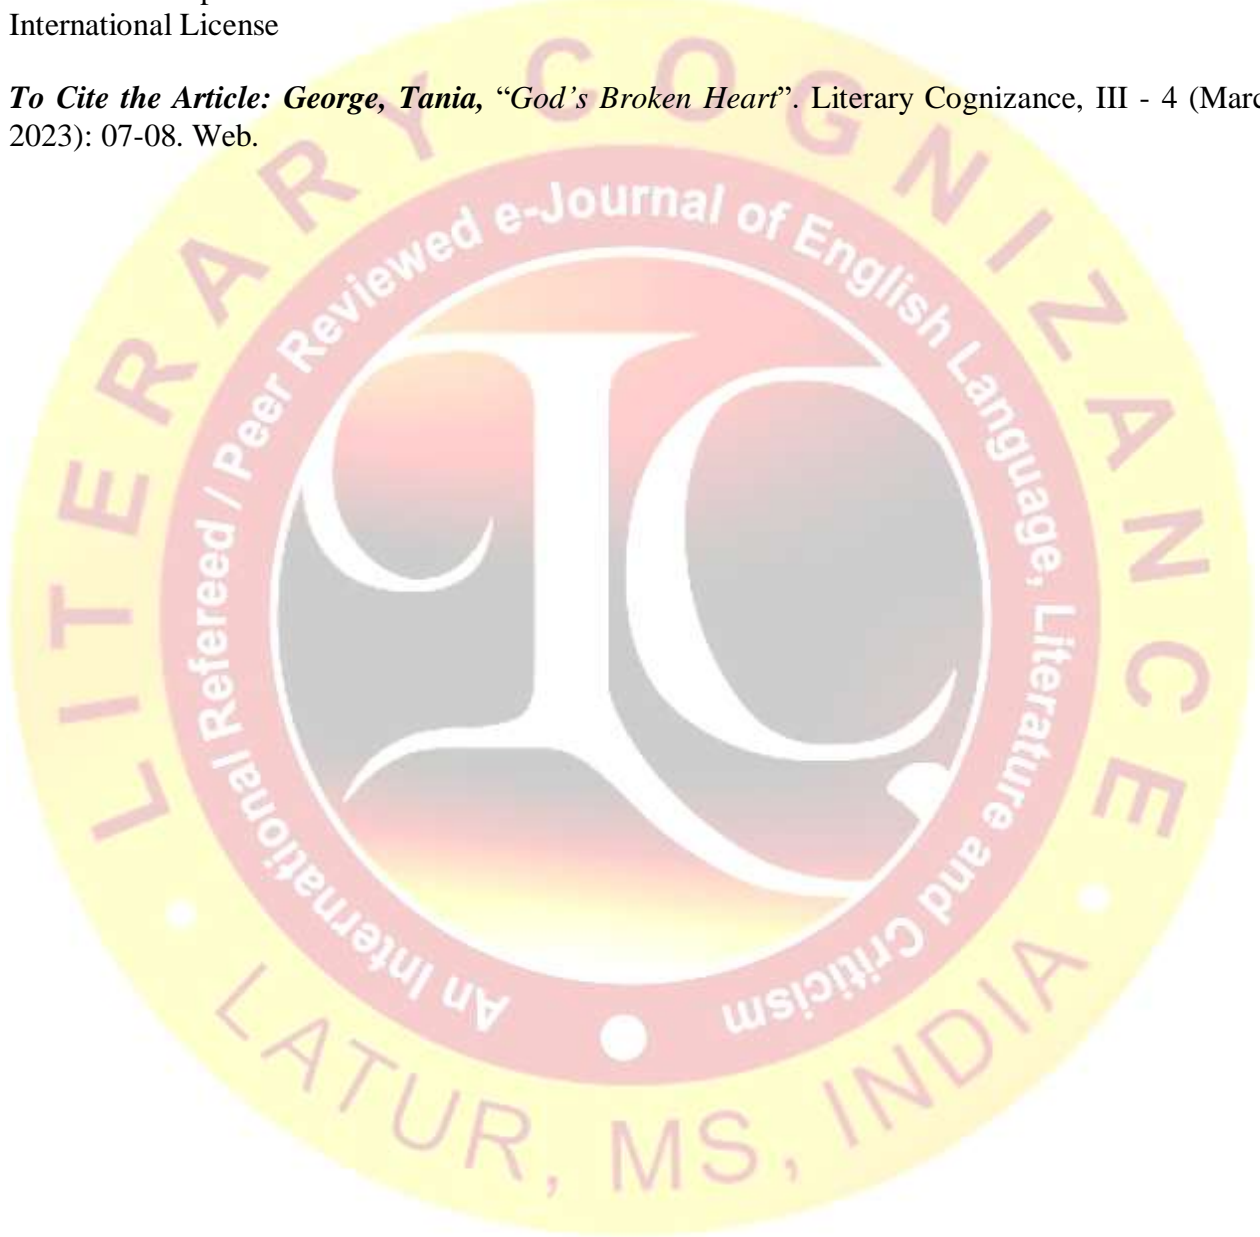 International License
To Cite the Article: George, Tania, “God’s Broken Heart”. Literary Cognizance, III - 4 (Marc
2023): 07-08. Web.
LITERARY COGNIZANCE
An International Refereed / Peer Reviewed e-Journal of English Language, Literature and Criticism
LATUR, MS, INDIA